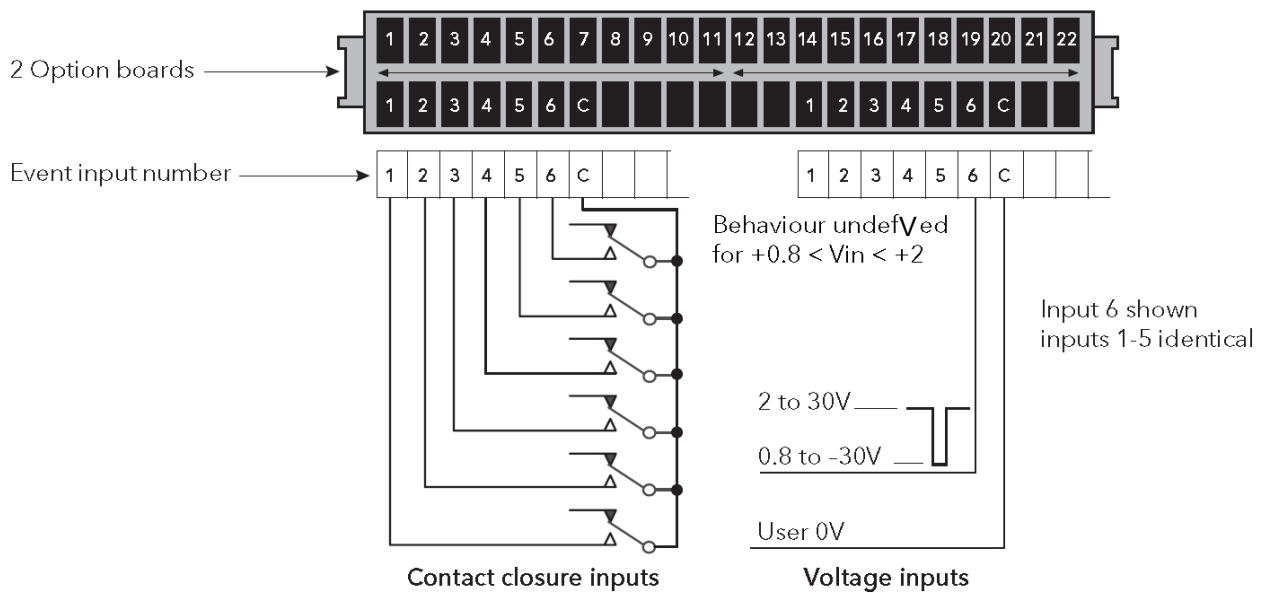 1 2 3 4 5 6 7 8 9 10 11 12 13 14 15 16 17 18 19 20 21 22
2 Option boards
1 2 3 4 5 6 C 1 2 3 4 5 6 C
Event input number
1 2 3 4 5 6 C
1 2 3 4 5 6 C
Behaviour undefVed
for +0.8 < Vin < +2
Input 6 shown
inputs 1-5 identical
2 to 30V
0.8 to -30V
User 0V
Contact closure inputs
Voltage inputs